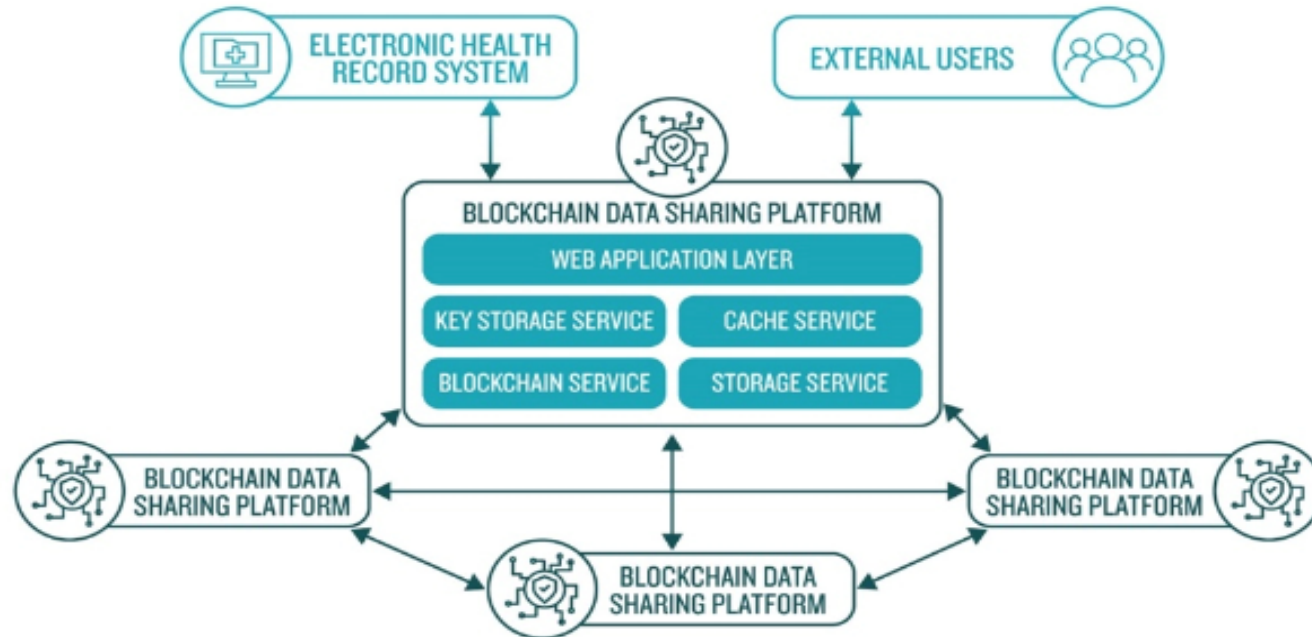 ELECTRONIC HEALTH
RECORD SYSTEM
EXTERNAL USERS
BLOCKCHAIN DATA SHARING PLATFORM
WEB APPLICATION LAYER
KEY STORAGE SERVICE
CACHE SERVICE
BLOCKCHAIN SERVICE
STORAGE SERVICE
BLOCKCHAIN DATA
SHARING PLATFORM
BLOCKCHAIN DATA
SHARING PLATFORM
BLOCKCHAIN DATA
SHARING PLATFORM